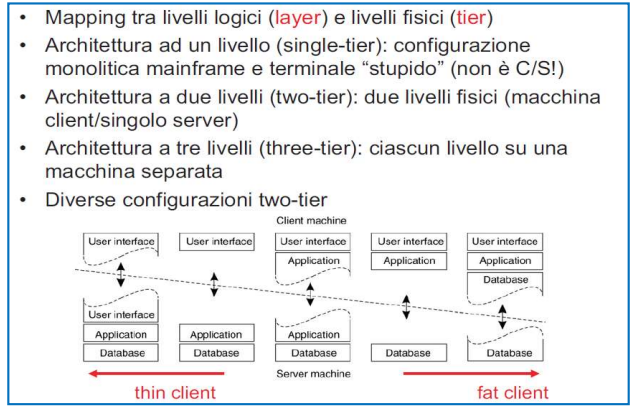 • Mapping tra livelli logici (layer) e livelli fisici (tier)
• Architettura ad un livello (single-tier): configurazione
monolitica mainframe e terminale “stupido” (non è C/S!)
• Architettura a due livelli (two-tier): due livelli fisici (macchina
client/singolo server)
• Architettura a tre livelli (three-tier): ciascun livello su una
macchina separata
• Diverse configurazioni two-tier
Client machine
User interface User interface User interface User interface User interface
Application Application Application
Database
User interface
Application Application Application
Database Database Database Database Database
Server machine
thin client fat client